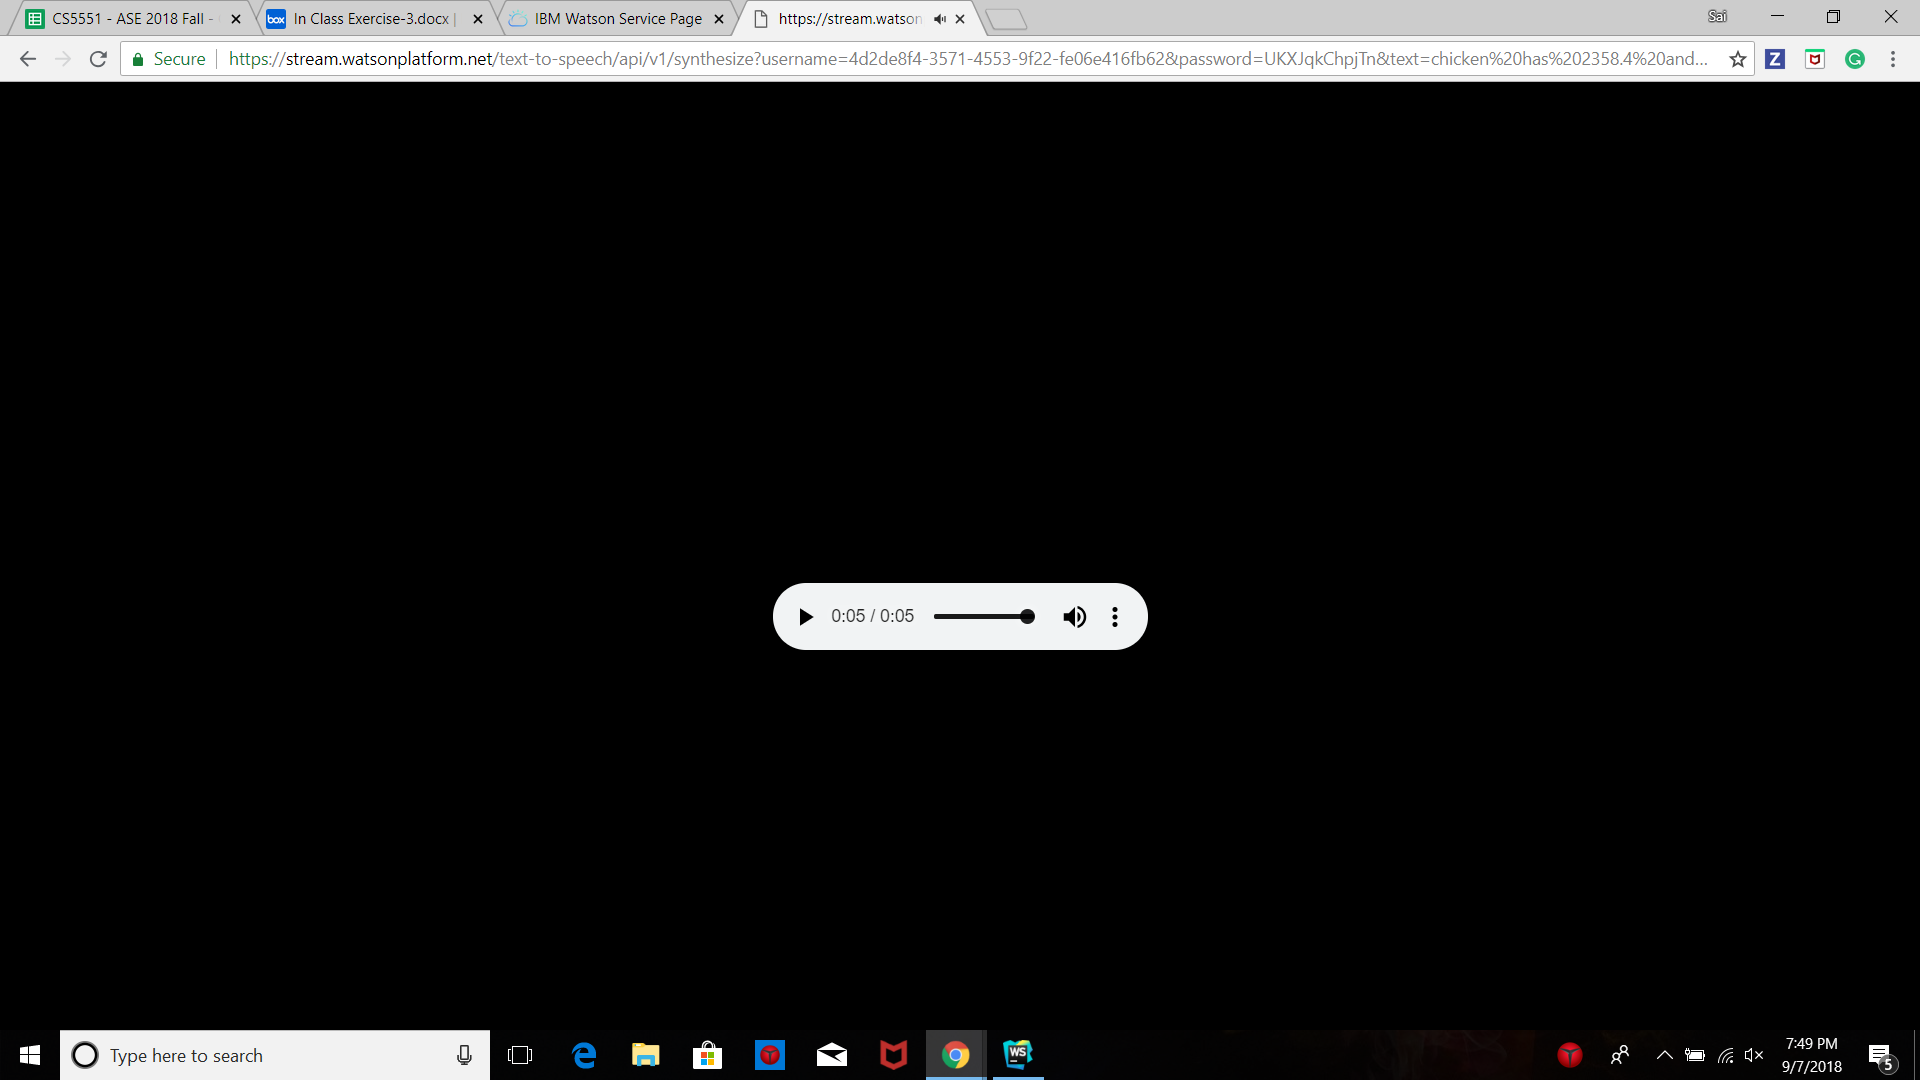 CS5551 - ASE 2018 Fall -
box In Class Exercise-3.docx |
IBM Watson Service Page
https://stream.watson
Sai
Secure https://stream.watsonplatform.net/text-to-speech/api/v1/synthesize?username=4d2de8f4-3571-4553-9f22-fe06e416fb62&password=UKXJqkChpjTn&text=chicken%20has%202358.4%20and...
Z
G
0:05 / 0:05
Type here to search
WS
7:49 PM
9/7/2018
5